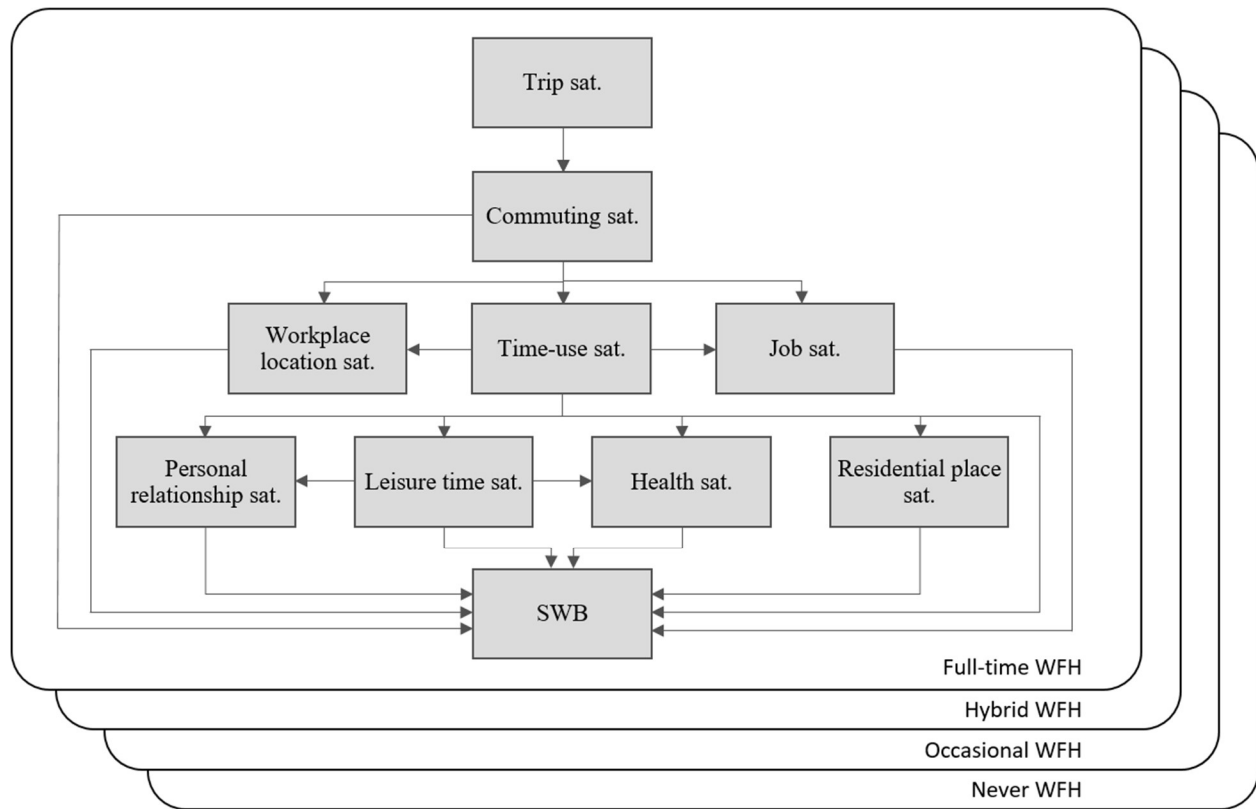 Trip sat.
Commuting sat.
Workplace
location sat.
Time-use sat.
Job sat.
Personal
relationship sat.
Leisure time sat.
Health sat.
Residential place
sat.
SWB
Full-time WFH
Hybrid WFH
Occasional WFH
Never WFH